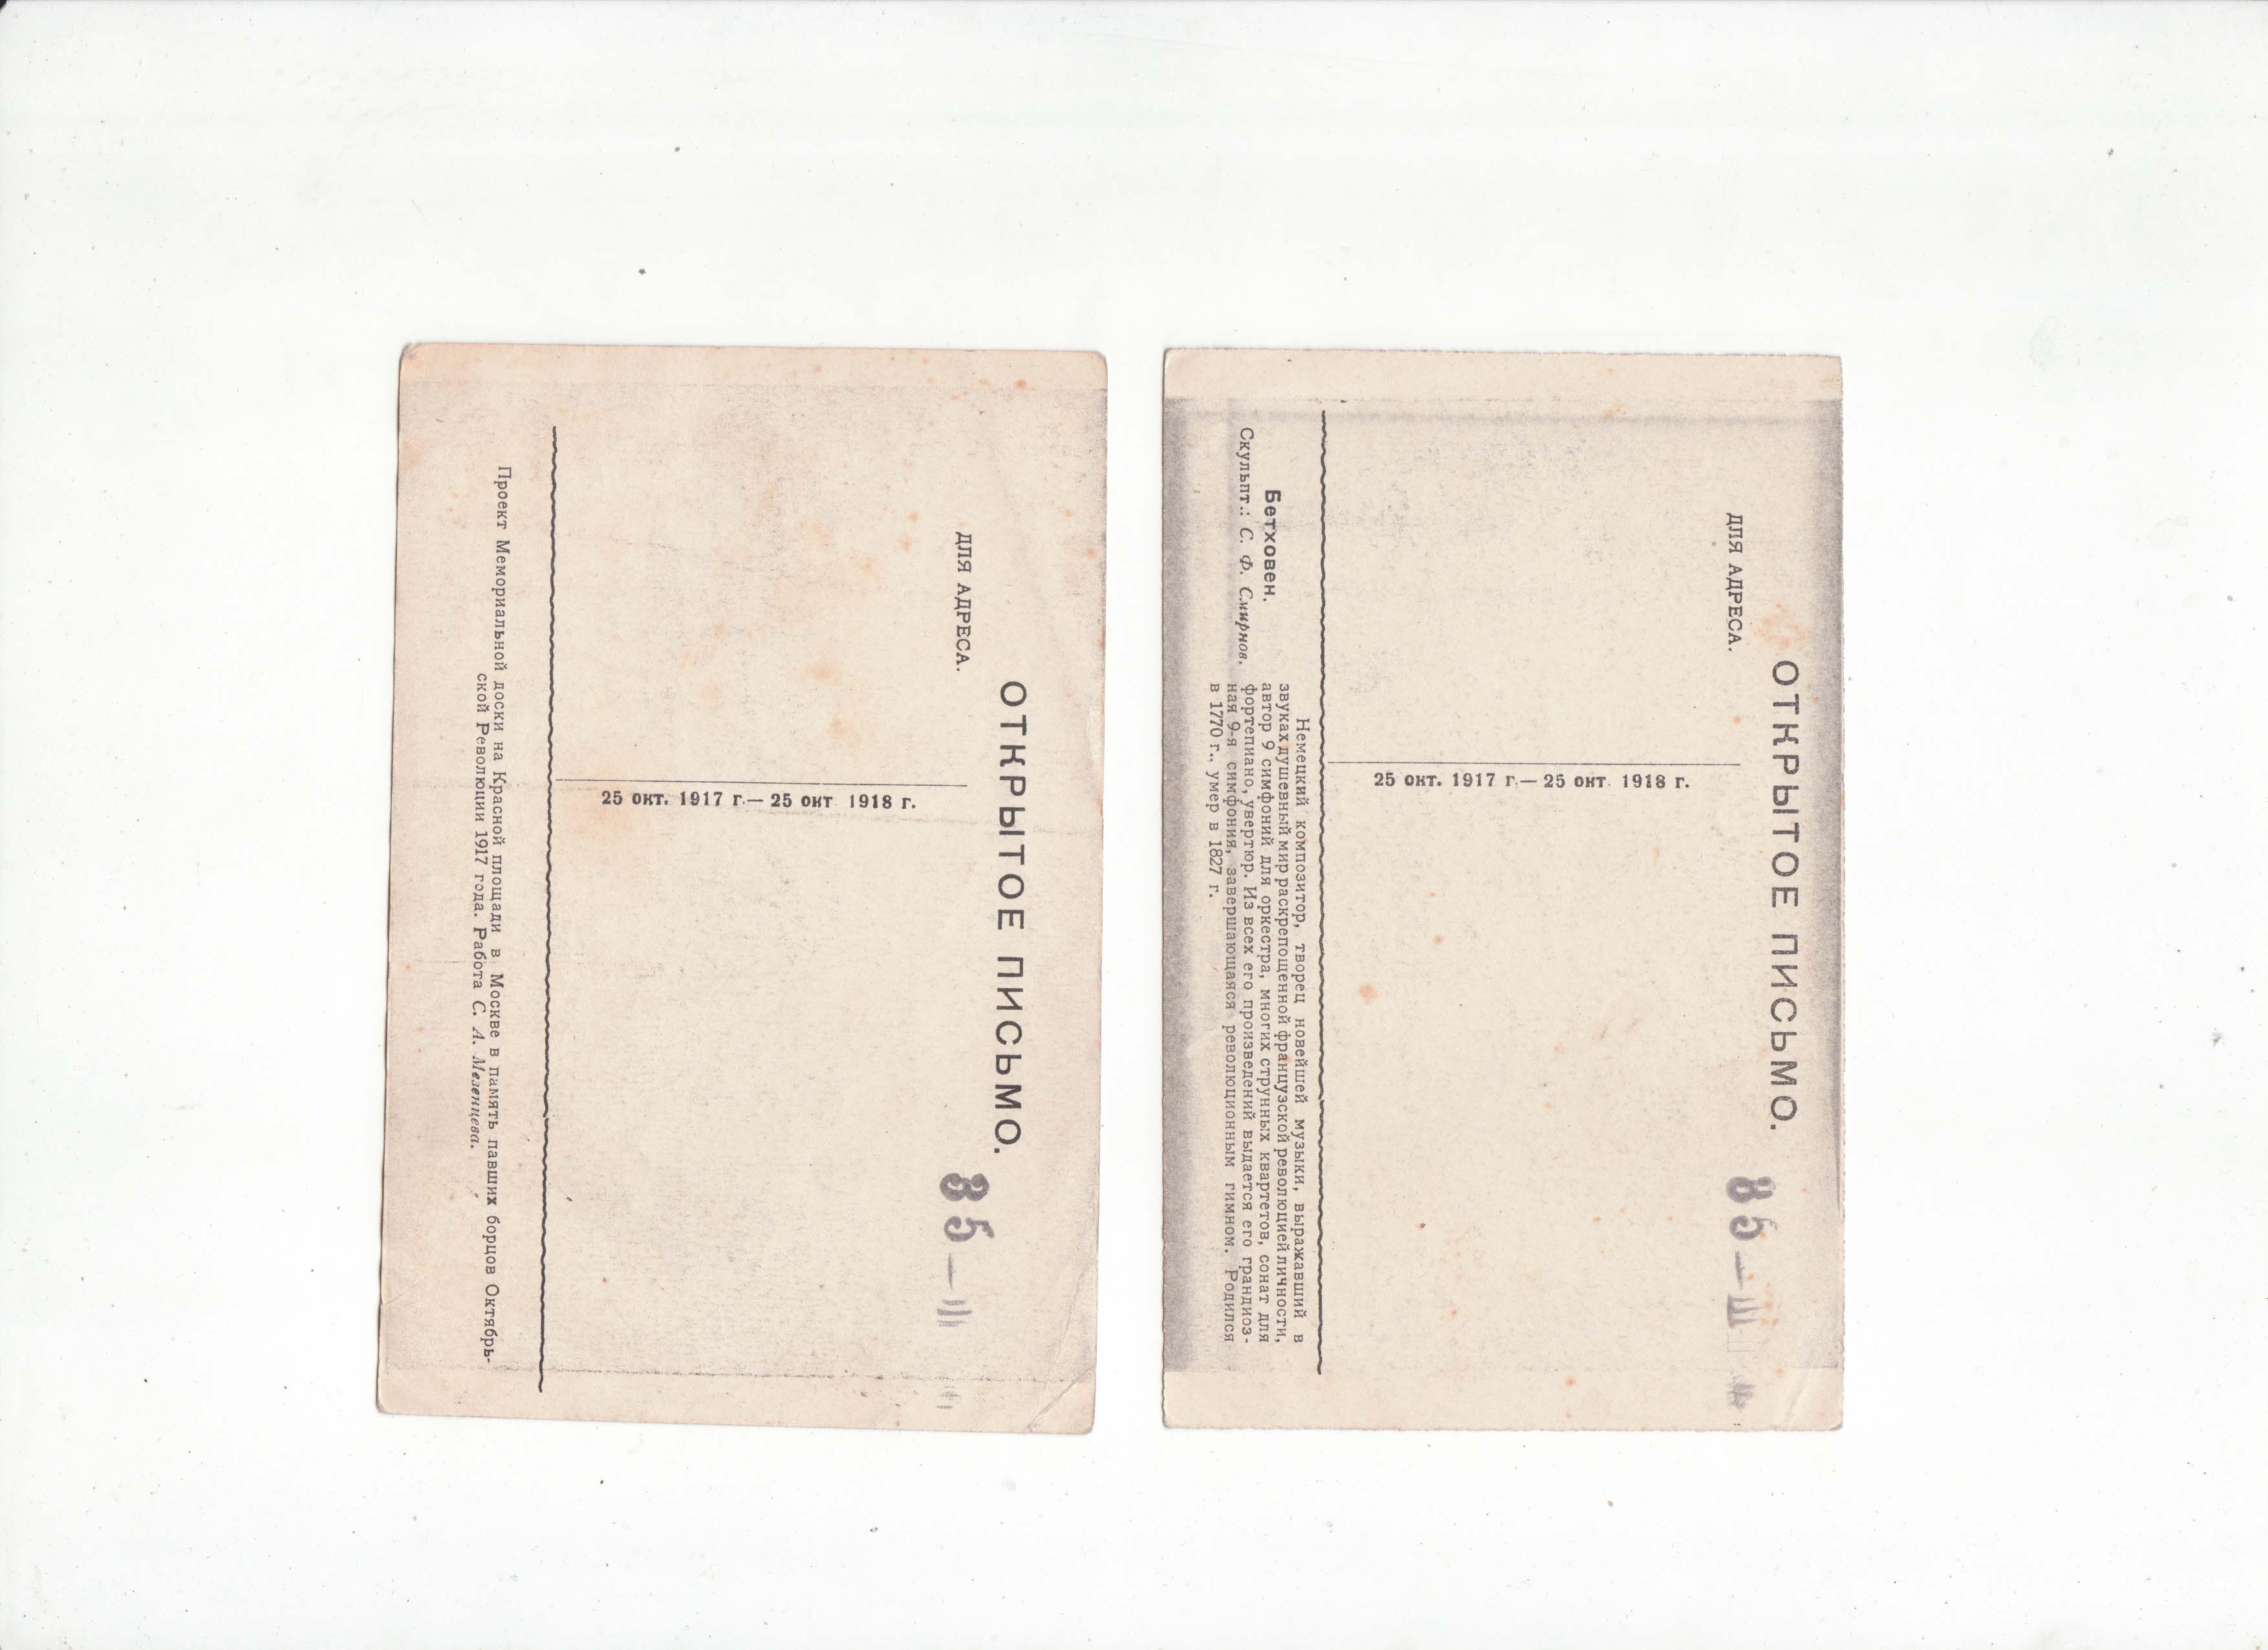 ОТКРЫТОЕ ПИСЬМО.
ДЛЯ АДРЕСА.
25 окт. 1917 г.— 25 окт 1918 г.
Проект Мемориальной доски на Красной площади в Москве в память павших борцов Октябрь-
ской Революции 1917 года. Работа С. А. Мезенцева.
35—
ОТКРЫТОЕ ПИСЬМО.
ДЛЯ АДРЕСА.
25 окт. 1917 г.— 25 окт 1918 г.
Бетховен.
Скульпт.: С. Ф. Смирнов.
Немецкий композитор, творец новейшей музыки, выражавший в
звуках душевный мир раскрепощенной французской революцией личности,
автор 9 симфоний для оркестра, многих струнных квартетов, сонат для
фортепиано, увертюр. Из всех его произведений выдается его грандиоз-
ная 9-я симфония, завершающаяся революционным гимном. Родился
в 1770 г., умер в 1827 г.
85—